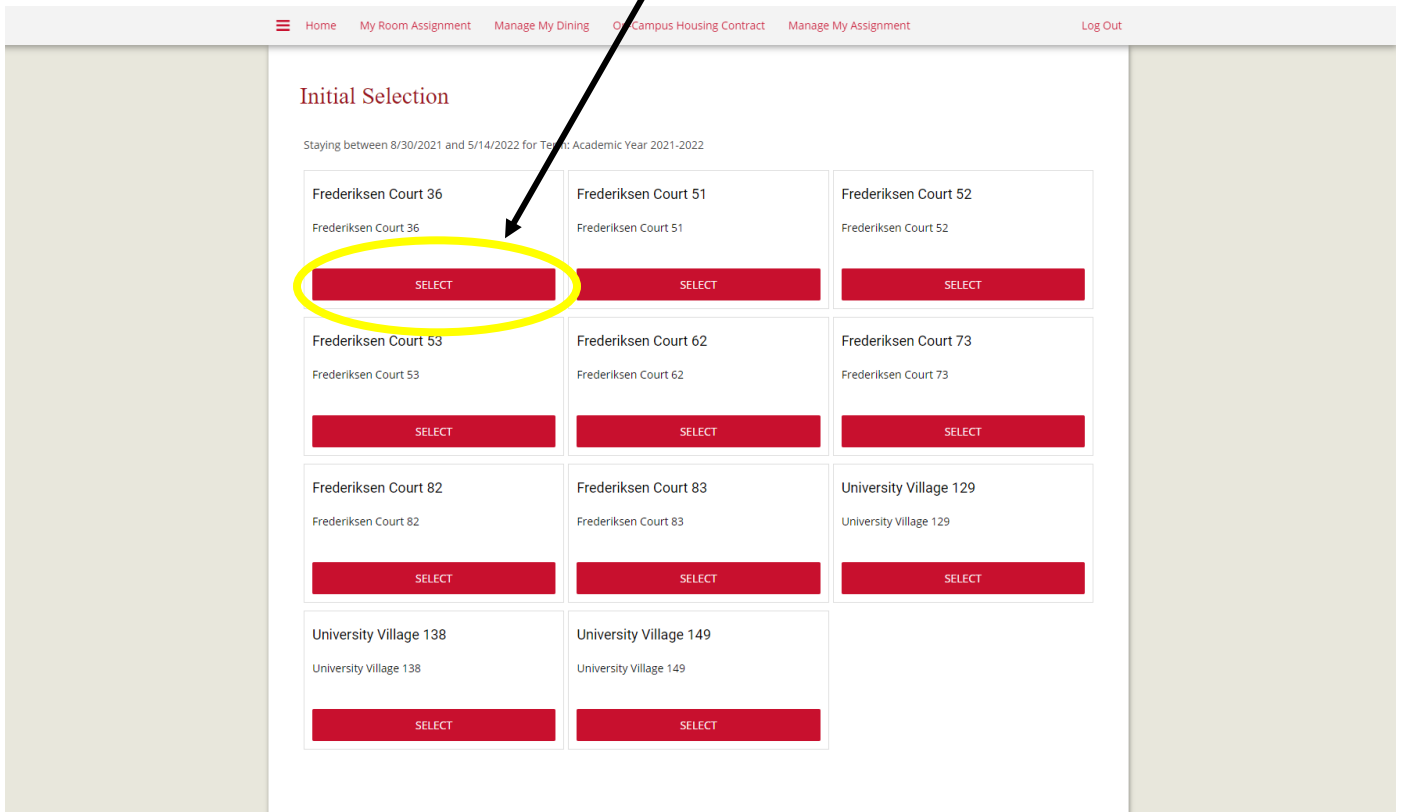 Home My Room Assignment Manage My Dining On-Campus Housing Contract Manage My Assignment Log Out
Initial Selection
Staying between 8/30/2021 and 5/14/2022 for Term: Academic Year 2021-2022
Frederiksen Court 36 Frederiksen Court 51 Frederiksen Court 52
Frederiksen Court 36 Frederiksen Court 51 Frederiksen Court 52
SELECT SELECT SELECT
Frederiksen Court 53 Frederiksen Court 62 Frederiksen Court 73
Frederiksen Court 53 Frederiksen Court 62 Frederiksen Court 73
SELECT SELECT SELECT
Frederiksen Court 82 Frederiksen Court 83 University Village 129
Frederiksen Court 82 Frederiksen Court 83 University Village 129
SELECT SELECT SELECT
University Village 138 University Village 149
University Village 138 University Village 149
SELECT SELECT